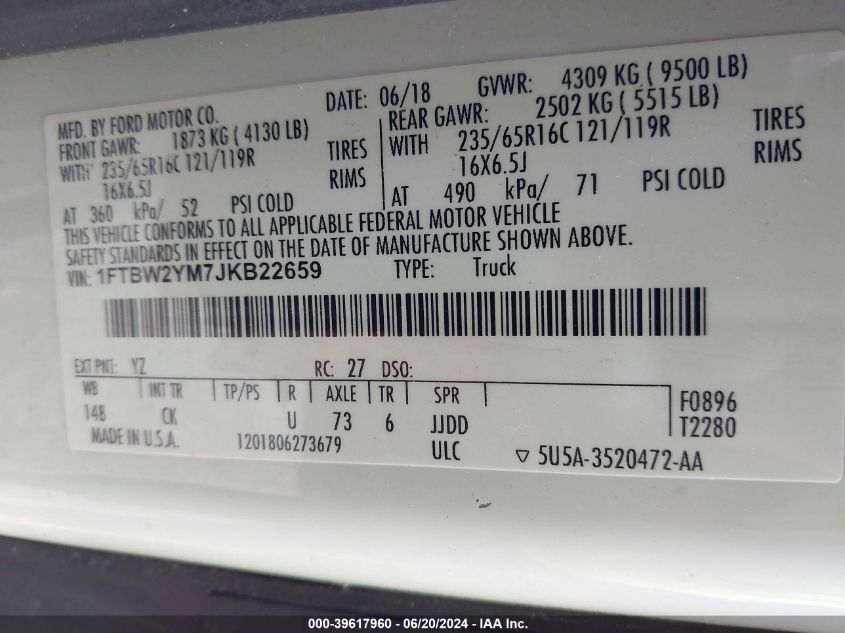 MFD. BY FORD MOTOR CO. DATE: 06/18 GVWR: 4309 KG ( 9500 LB)
FRONT GAWR: 1873 KG ( 4130 LB) REAR GAWR: 2502 KG ( 5515 LB)
WITH 235/65R16C 121/119R TIRES WITH 235/65R16C 121/119R TIRES
16X6.5J RIMS 16X6.5J RIMS
AT 360 kPa/ 52 PSI COLD AT 490 kPa/ 71 PSI COLD
THIS VEHICLE CONFORMS TO ALL APPLICABLE FEDERAL MOTOR VEHICLE
SAFETY STANDARDS IN EFFECT ON THE DATE OF MANUFACTURE SHOWN ABOVE.
VIN: 1FTBW2YM7JKB22659 TYPE: Truck
EXT PNT: YZ RC: 27 DSO:
WB INT TR TP/PS R AXLE TR SPR
148 CK U 73 6 JJDD F0896
T2280
MADE IN U.S.A. 1201806273679 ULC ▽ 5U5A-3520472-AA
000-39617960 - 06/20/2024 - IAA Inc.